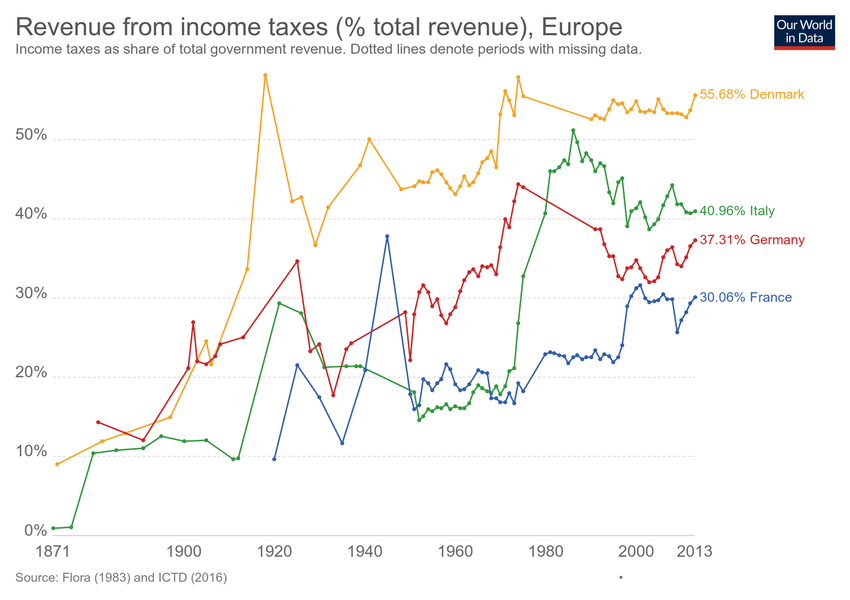 Revenue from income taxes (% total revenue), Europe
Income taxes as share of total government revenue. Dotted lines denote periods with missing data.
Our World
in Data
50%
40%
30%
20%
10%
0%
55.68% Denmark
40.96% Italy
37.31% Germany
30.06% France
1871 1900 1920 1940 1960 1980 2000 2013
Source: Flora (1983) and ICTD (2016)